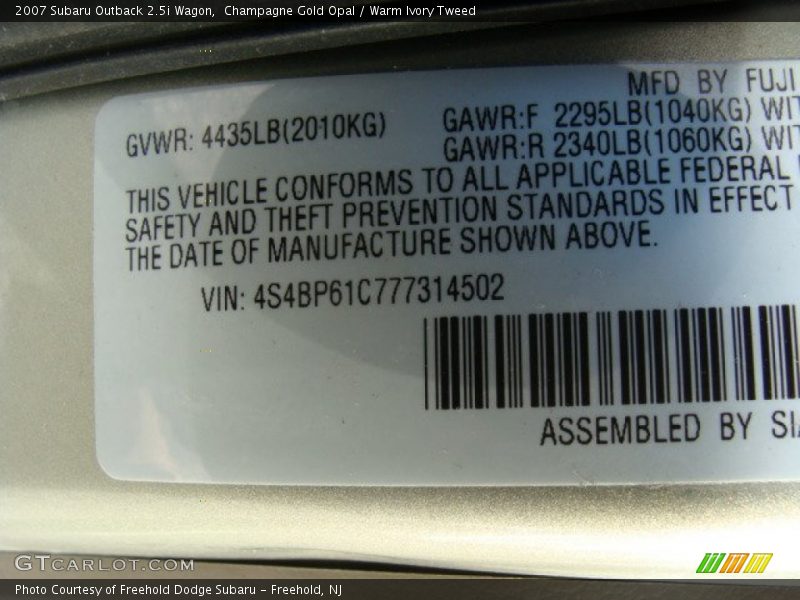 2007 Subaru Outback 2.5i Wagon,  Champagne Gold Opal / Warm Ivory Tweed
MFD BY FUJI
GVWR: 4435LB(2010KG)
GAWR:F 2295LB(1040KG) WIT
GAWR:R 2340LB(1060KG) WIT
THIS VEHICLE CONFORMS TO ALL APPLICABLE FEDERAL
SAFETY AND THEFT PREVENTION STANDARDS IN EFFECT
THE DATE OF MANUFACTURE SHOWN ABOVE.
VIN: 4S4BP61C777314502
ASSEMBLED BY SIA
GTCARLOT.COM
Photo Courtesy of Freehold Dodge Subaru - Freehold, NJ